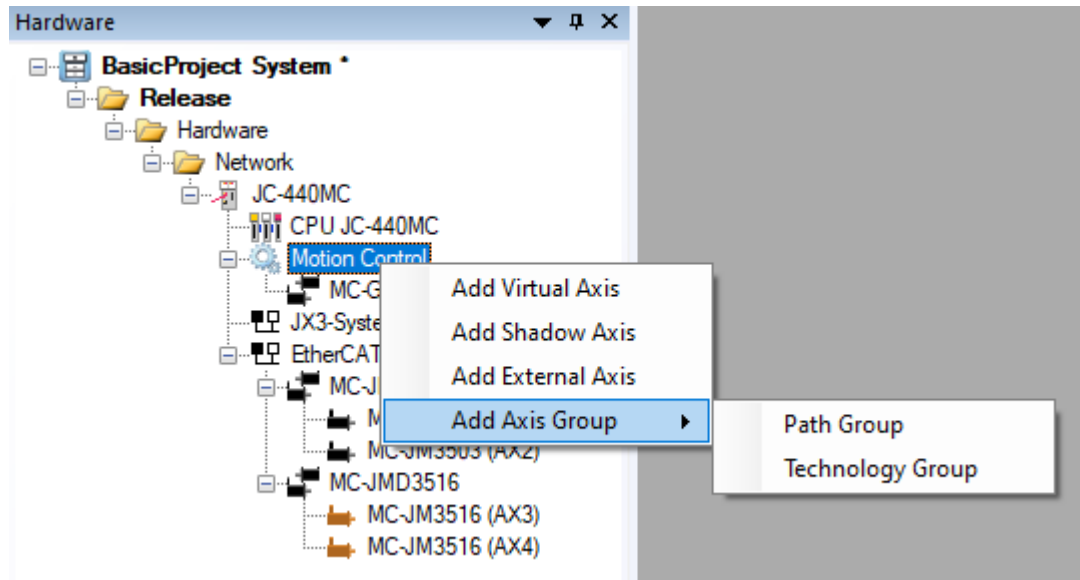 Hardware
BasicProject System *
Release
Hardware
Network
JC-440MC
CPU JC-440MC
Motion Control
MC-G
JX3-Syste
EtherCAT
MC-J
M
MC-JM3503 (AX2)
MC-JMD3516
MC-JM3516 (AX3)
MC-JM3516 (AX4)
Add Virtual Axis
Add Shadow Axis
Add External Axis
Add Axis Group
Path Group
Technology Group